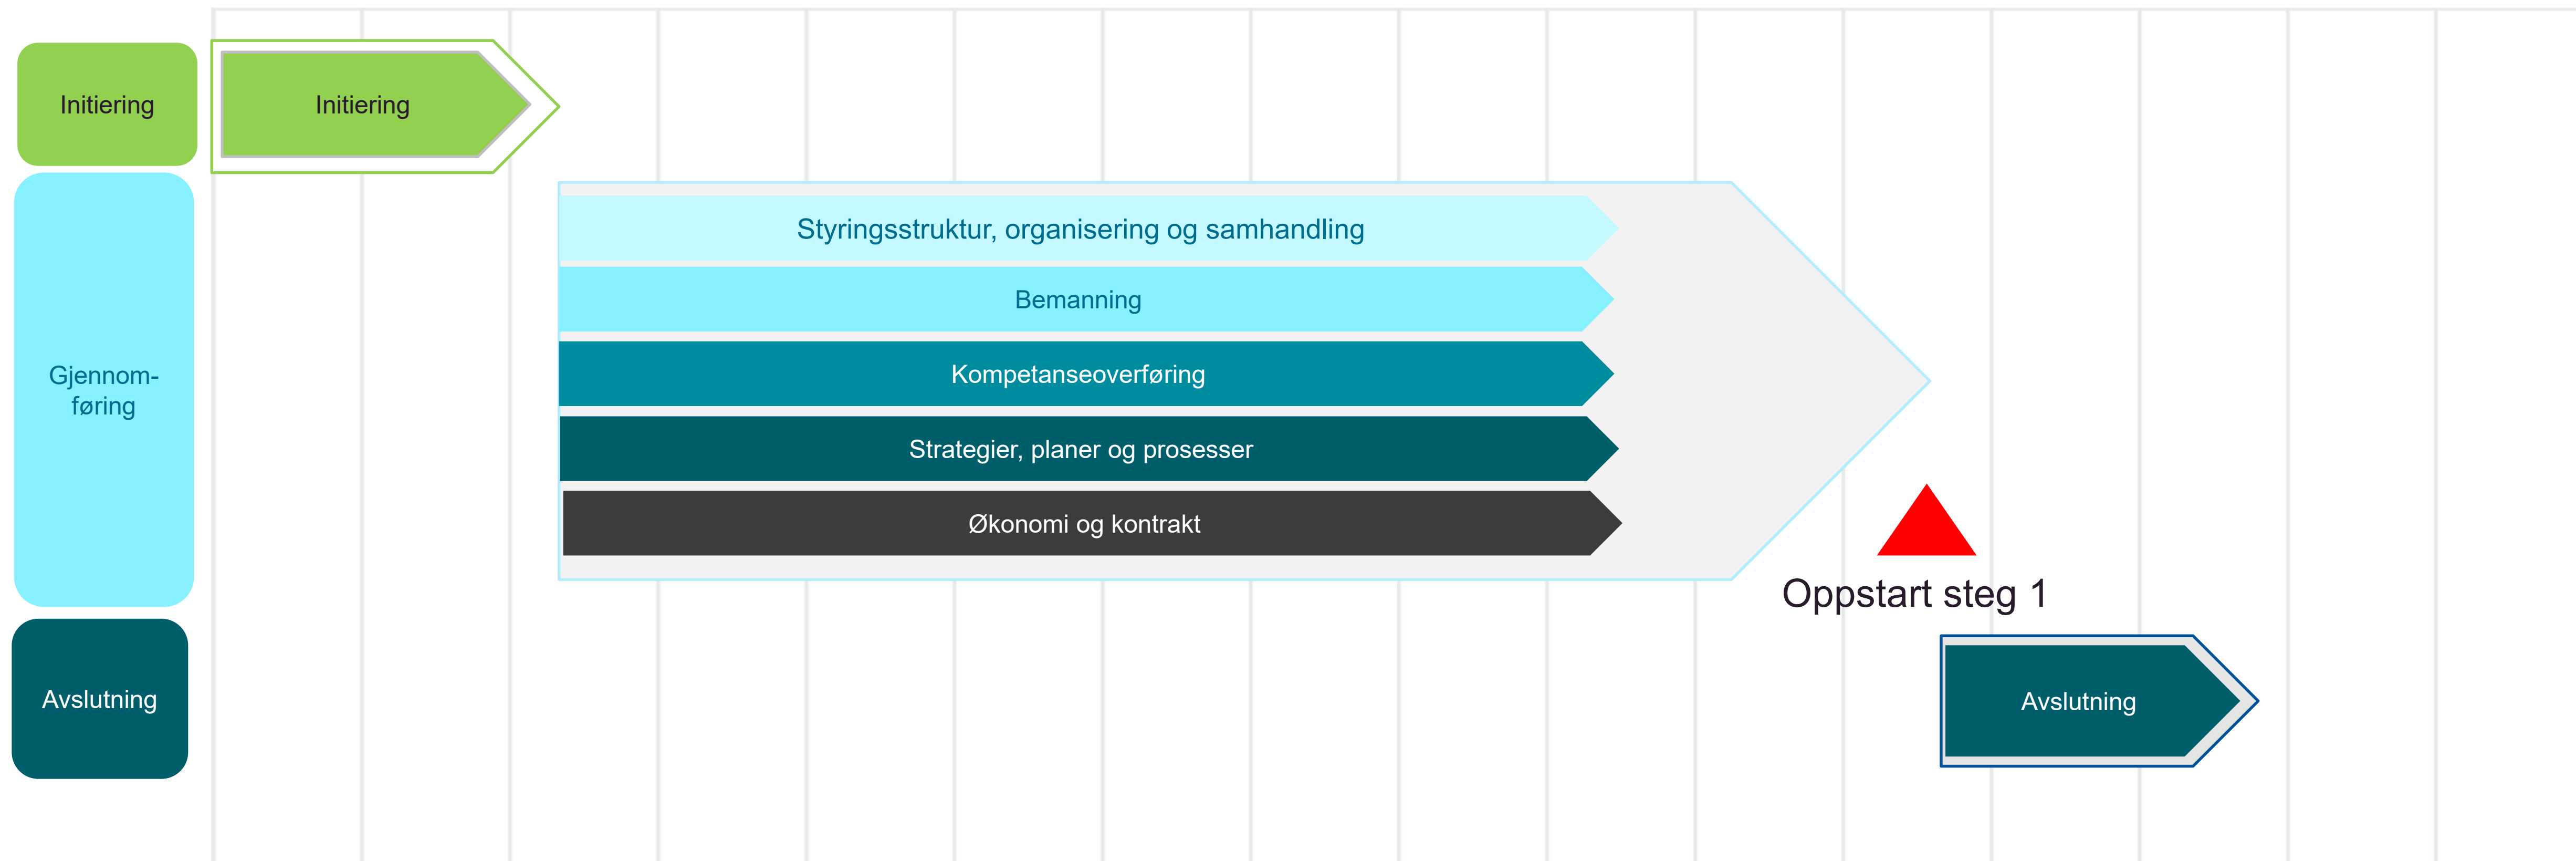 Initiering
Initiering
Gjennom-
føring
Styringsstruktur, organisering og samhandling
Bemanning
Kompetanseoverføring
Strategier, planer og prosesser
Økonomi og kontrakt
Oppstart steg 1
Avslutning
Avslutning